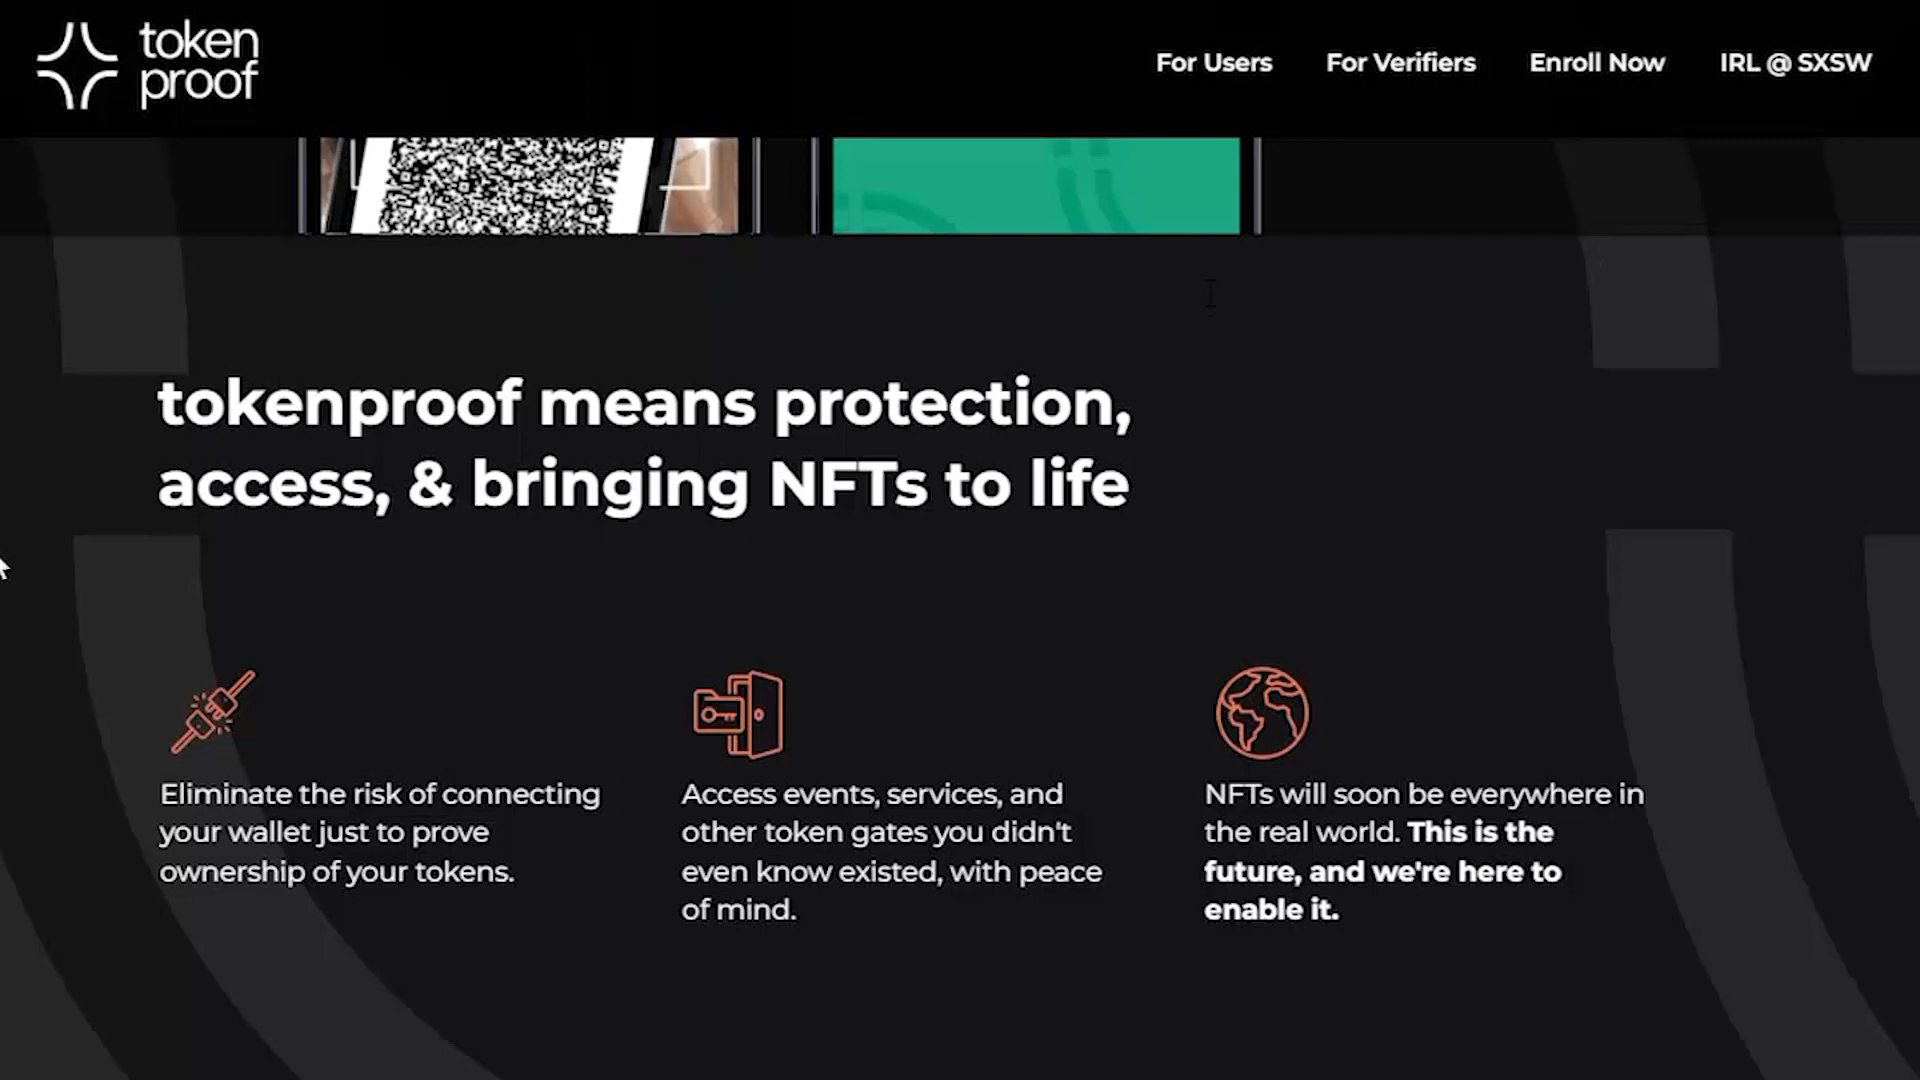 token
proof
For Users
For Verifiers
Enroll Now
IRL @ SXSW
tokenproof means protection,
access, & bringing NFTs to life
Eliminate the risk of connecting
your wallet just to prove
ownership of your tokens.
Access events, services, and
other token gates you didn't
even know existed, with peace
of mind.
NFTs will soon be everywhere in
the real world. This is the
future, and we're here to
enable it.